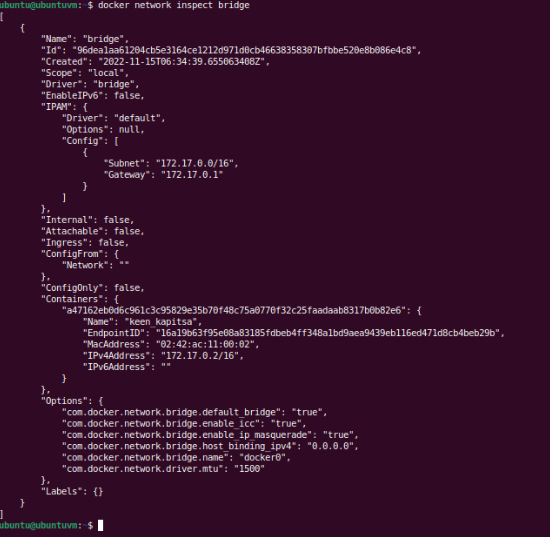 ubuntu@ubuntuvm:~$ docker network inspect bridge
[
    {
        "Name": "bridge",
        "Id": "96dea1aa61204cb5e3164ce1212d971d0cb46638358307bfbbe520e8b086e4c8",
        "Created": "2022-11-15T06:34:39.655063408Z",
        "Scope": "local",
        "Driver": "bridge",
        "EnableIPv6": false,
        "IPAM": {
            "Driver": "default",
            "Options": null,
            "Config": [
                {
                    "Subnet": "172.17.0.0/16",
                    "Gateway": "172.17.0.1"
                }
            ]
        },
        "Internal": false,
        "Attachable": false,
        "Ingress": false,
        "ConfigFrom": {
            "Network": ""
        },
        "ConfigOnly": false,
        "Containers": {
            "a47162eb0d6c961c3c95829e35b70f48c75a0770f32c25faadaab8317b0b82e6": {
                "Name": "keen_kapitsa",
                "EndpointID": "16a19b63f95e08a83185fdbeb4ff348a1bd9aea9439eb116ed471d8cb4beb29b",
                "MacAddress": "02:42:ac:11:00:02",
                "IPv4Address": "172.17.0.2/16",
                "IPv6Address": ""
            }
        },
        "Options": {
            "com.docker.network.bridge.default_bridge": "true",
            "com.docker.network.bridge.enable_icc": "true",
            "com.docker.network.bridge.enable_ip_masquerade": "true",
            "com.docker.network.bridge.host_binding_ipv4": "0.0.0.0",
            "com.docker.network.bridge.name": "docker0",
            "com.docker.network.driver.mtu": "1500"
        },
        "Labels": {}
    }
]
ubuntu@ubuntuvm:~$